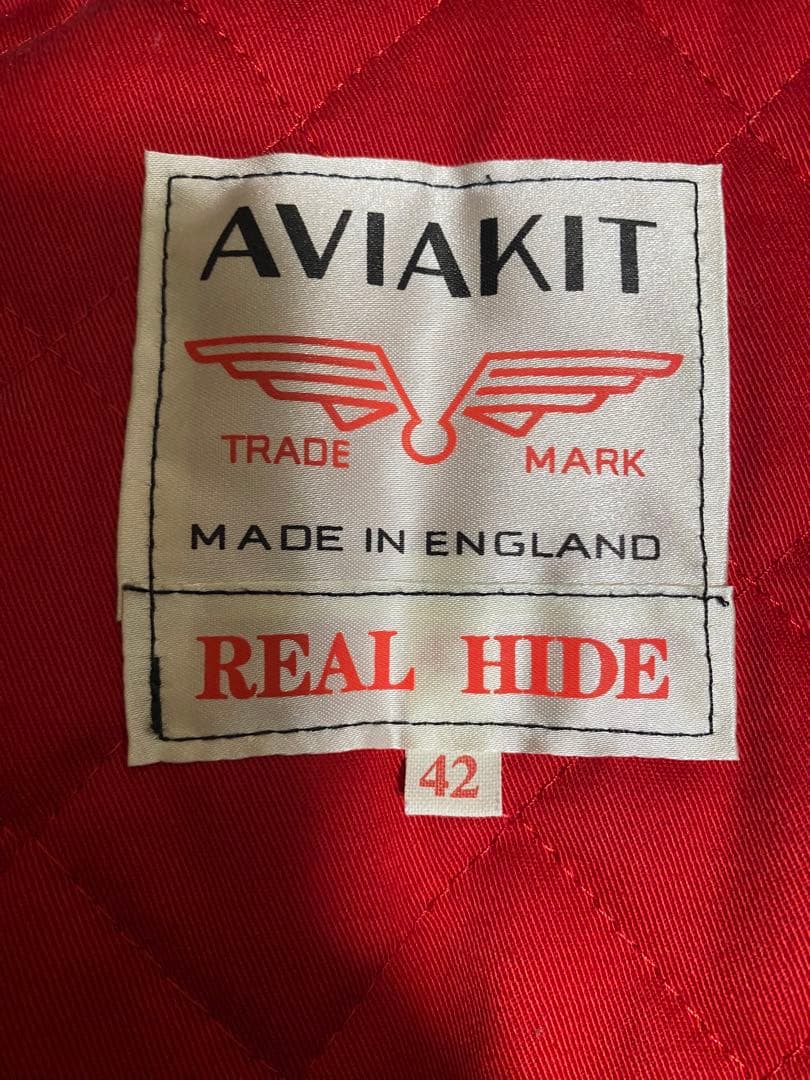 AVIAKIT
TRADE MARK
MADE IN ENGLAND
REAL HIDE
42